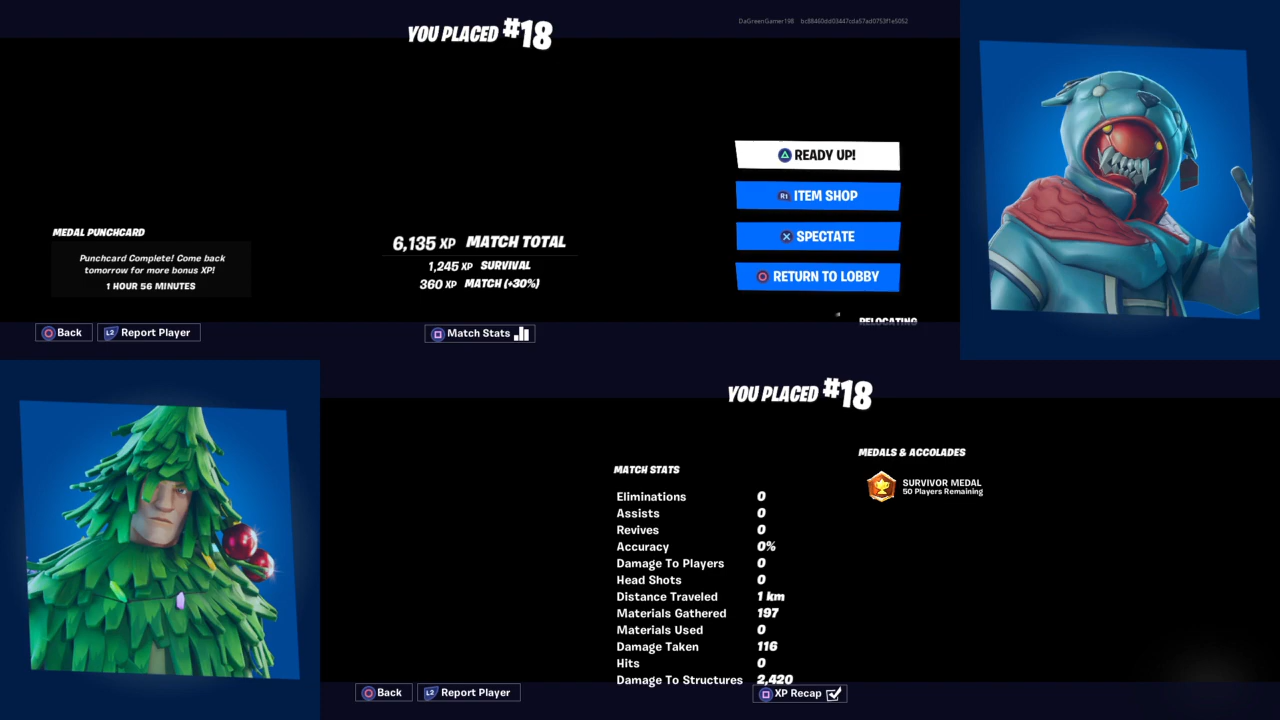 YOU PLACED #18
DaGreenGamer198 bc88460dd03447cda57ad0753f1e5052
READY UP!
R1 ITEM SHOP
SPECTATE
RETURN TO LOBBY
MEDAL PUNCHCARD
Punchcard Complete! Come back
tomorrow for more bonus XP!
1 HOUR 56 MINUTES
6,135 XP MATCH TOTAL
1,245 XP SURVIVAL
360 XP MATCH (+30%)
RELOCATING
Back
L2 Report Player
Match Stats
YOU PLACED #18
MATCH STATS
Eliminations 0
Assists 0
Revives 0
Accuracy 0%
Damage To Players 0
Head Shots 0
Distance Traveled 1 km
Materials Gathered 197
Materials Used 0
Damage Taken 116
Hits 0
Damage To Structures 2,420
MEDALS & ACCOLADES
SURVIVOR MEDAL
50 Players Remaining
Back
L2 Report Player
XP Recap